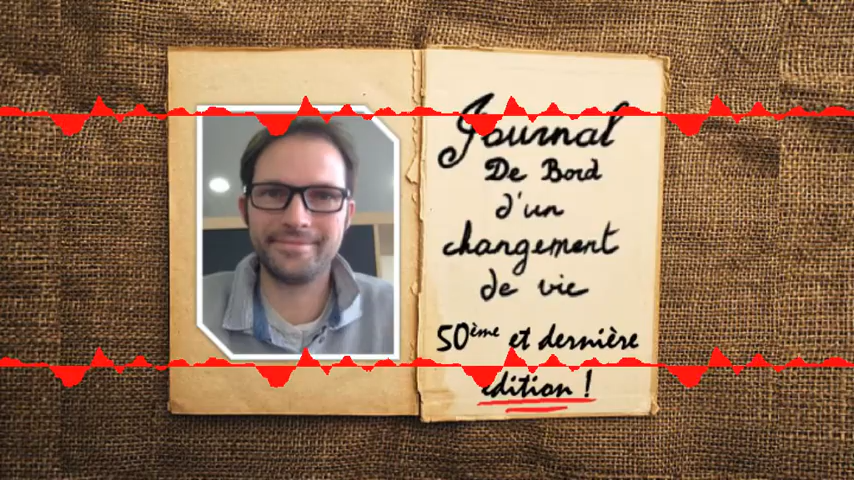 Journal
De Bord
d'un
changement
de vie
50ème et dernière
édition !